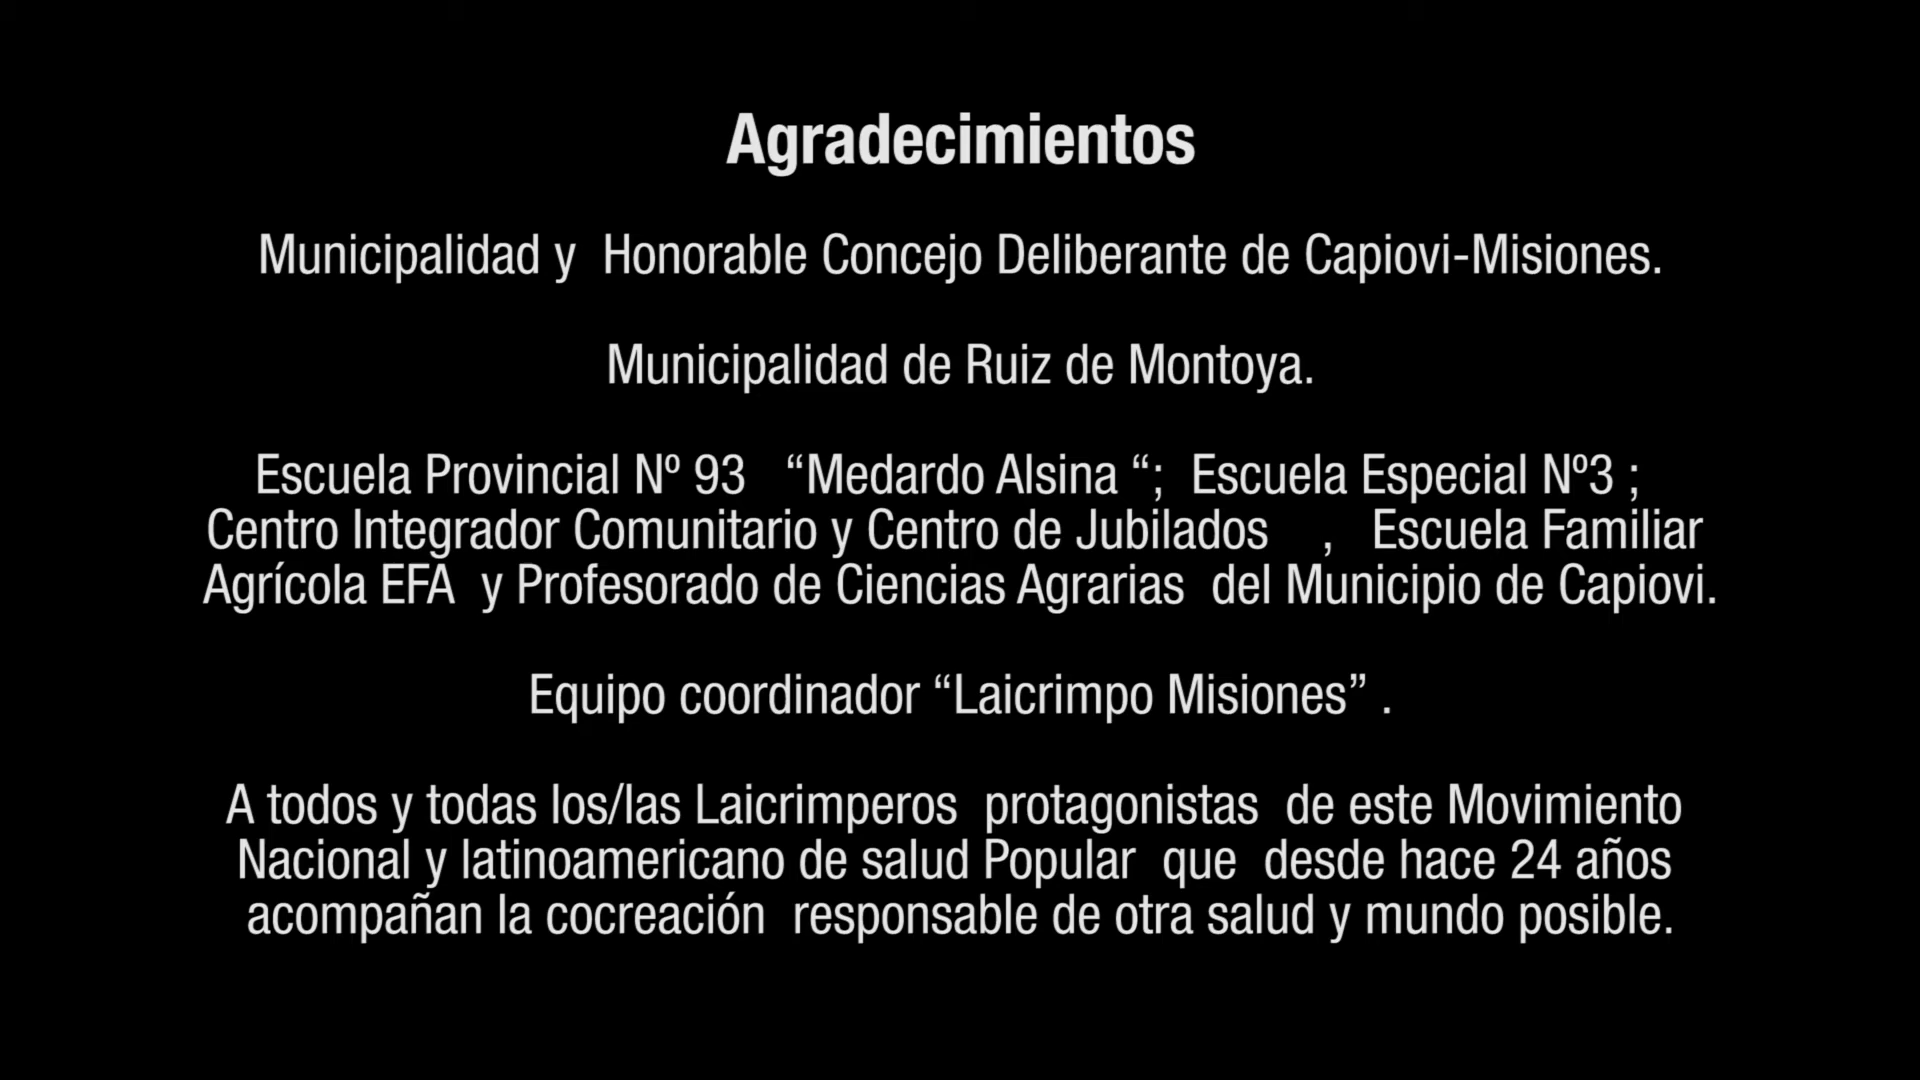 Agradecimientos
Municipalidad y  Honorable Concejo Deliberante de Capiovi-Misiones.
Municipalidad de Ruiz de Montoya.
Escuela Provincial Nº 93   “Medardo Alsina “;  Escuela Especial Nº3 ;
Centro Integrador Comunitario y Centro de Jubilados    ,   Escuela Familiar
Agrícola EFA  y Profesorado de Ciencias Agrarias  del Municipio de Capiovi.
Equipo coordinador “Laicrimpo Misiones” .
A todos y todas los/las Laicrimperos  protagonistas  de este Movimiento
Nacional y latinoamericano de salud Popular  que  desde hace 24 años
acompañan la cocreación  responsable de otra salud y mundo posible.